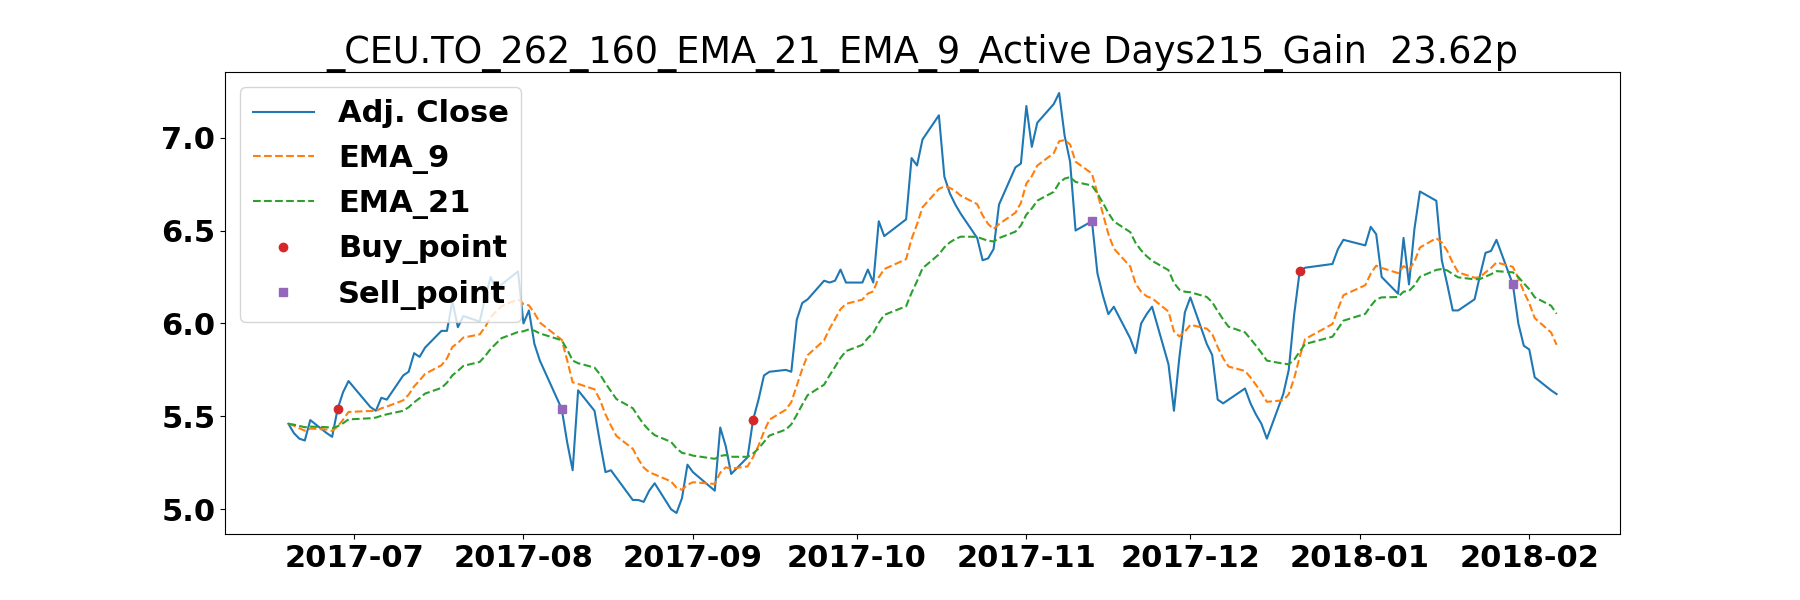 _CEU.TO_262_160_EMA_21_EMA_9_Active Days215_Gain  23.62p
Adj. Close
EMA_9
EMA_21
Buy_point
Sell_point
7.0
6.5
6.0
5.5
5.0
2017-07 2017-08 2017-09 2017-10 2017-11 2017-12 2018-01 2018-02